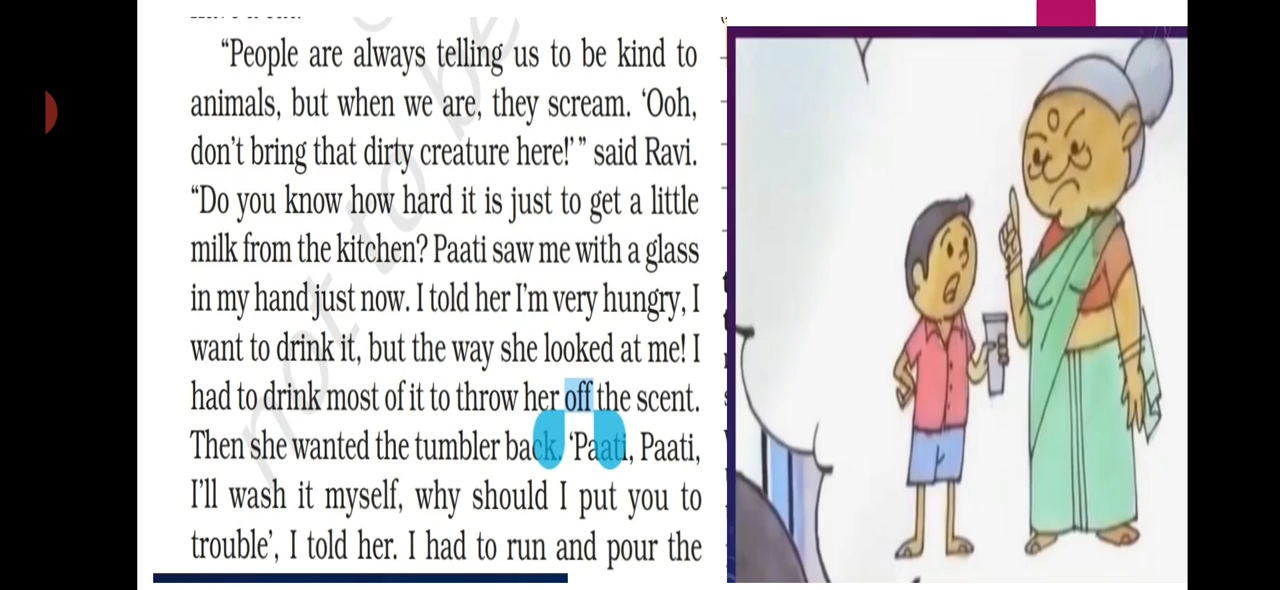 “People are always telling us to be kind to
animals, but when we are, they scream. ‘Ooh,
don’t bring that dirty creature here!’” said Ravi.
“Do you know how hard it is just to get a little
milk from the kitchen? Paati saw me with a glass
in my hand just now. I told her I’m very hungry, I
want to drink it, but the way she looked at me! I
had to drink most of it to throw her off the scent.
Then she wanted the tumbler back. ‘Paati, Paati,
I’ll wash it myself, why should I put you to
trouble’, I told her. I had to run and pour the
not to be